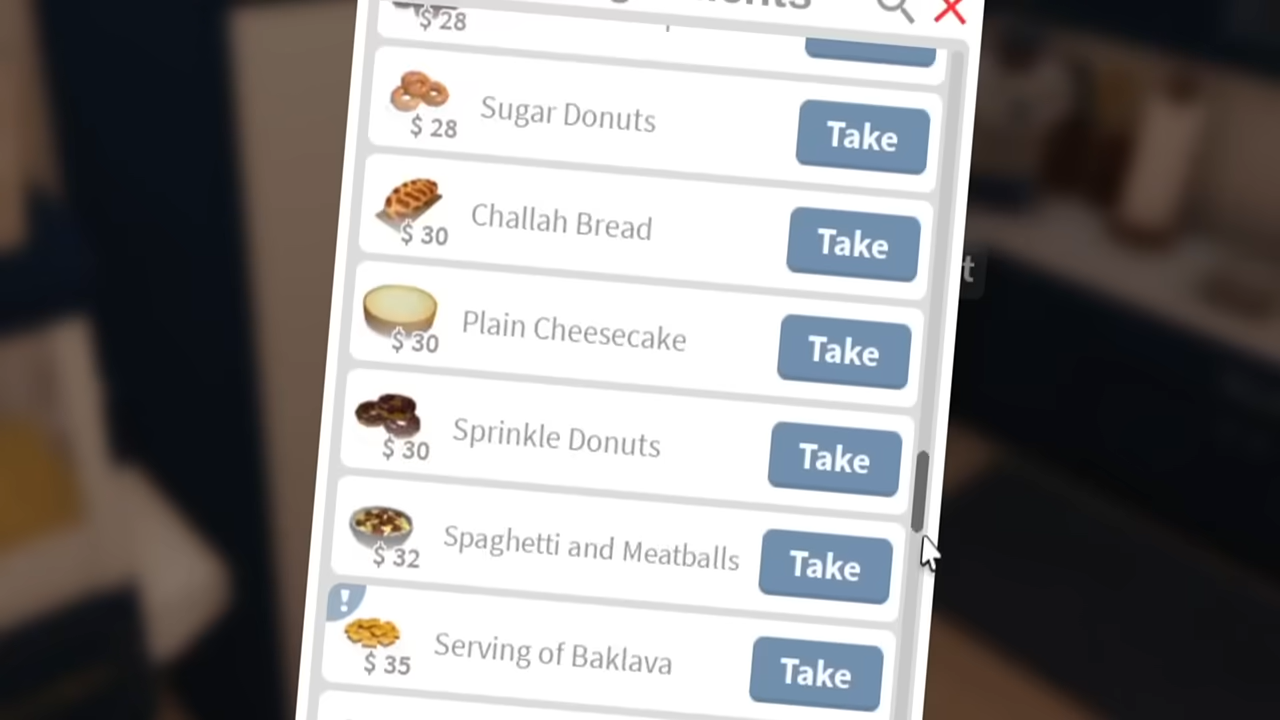 $ 28
Sugar Donuts
$ 28
Take
Challah Bread
$ 30
Take
Plain Cheesecake
$ 30
Take
Sprinkle Donuts
$ 30
Take
Spaghetti and Meatballs
$ 32
Take
!
Serving of Baklava
$ 35
Take